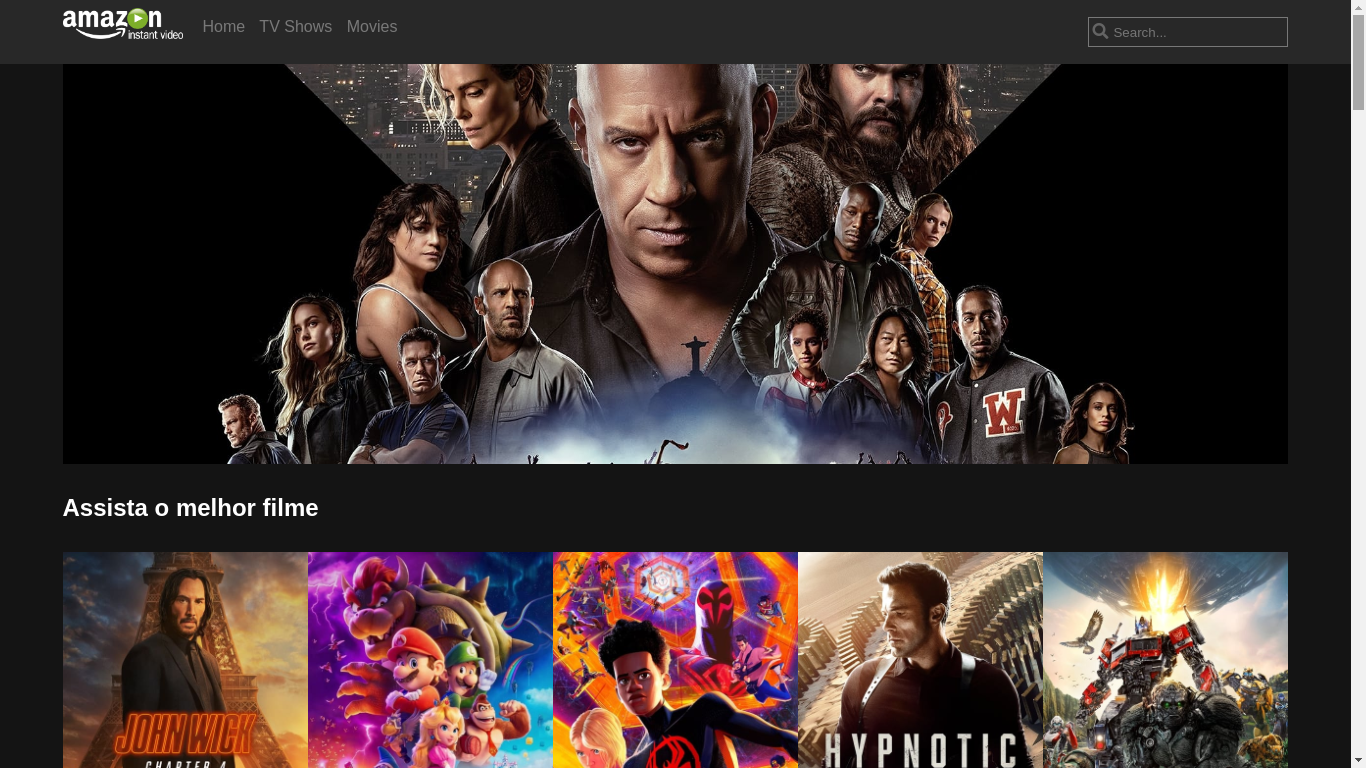 amazon
instant video
Home
TV Shows
Movies
Search...
W
Assista o melhor filme
JOHN WICK
CHAPTER 4
HYPNOTIC